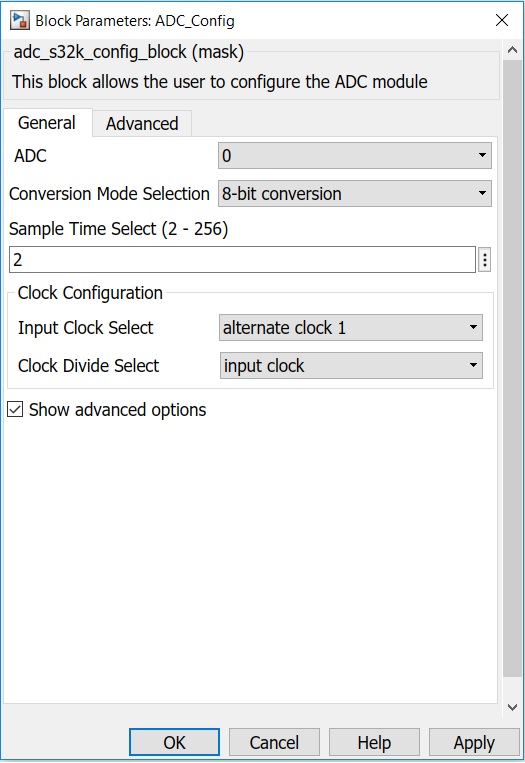 Block Parameters: ADC_Config
adc_s32k_config_block (mask)
This block allows the user to configure the ADC module
General Advanced
ADC 0
Conversion Mode Selection 8-bit conversion
Sample Time Select (2 - 256)
2
Clock Configuration
Input Clock Select alternate clock 1
Clock Divide Select input clock
Show advanced options
OK Cancel Help Apply